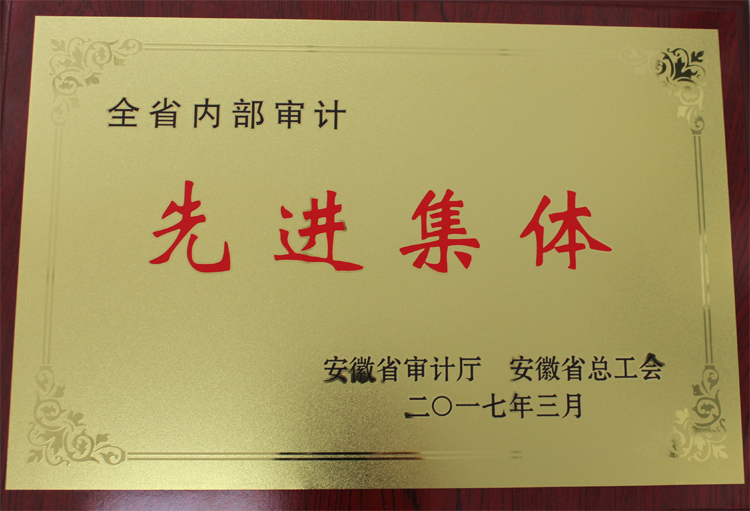 全省内部审计
先进集体
安徽省审计厅 安徽省总工会
二〇一七年三月